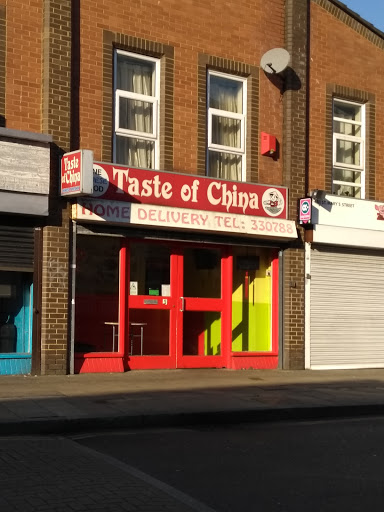 Taste
of China
Taste of China
HOME DELIVERY TEL: 330788